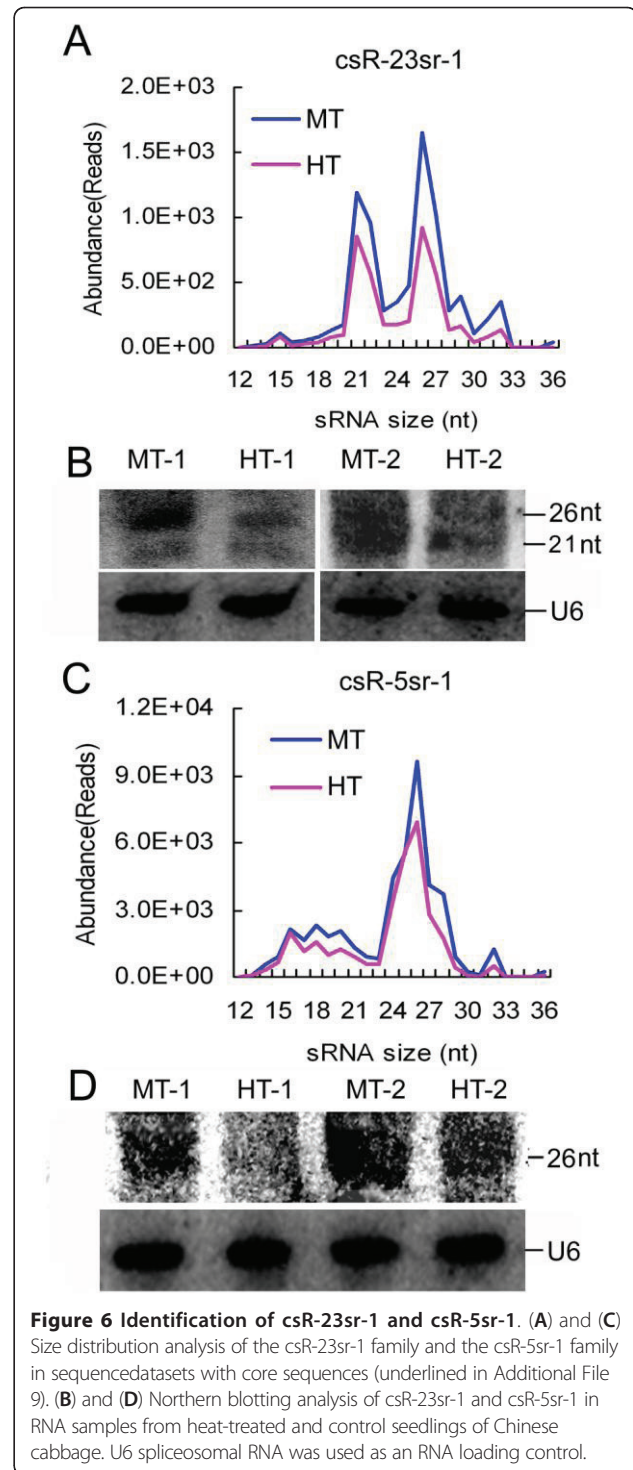 A
csR-23sr-1
2.0E+03
1.5E+03
1.0E+03
5.0E+02
0.0E+00
Abundance(Reads)
MT
HT
12 15 18 21 24 27 30 33 36
sRNA size (nt)
B
MT-1 HT-1 MT-2 HT-2
26nt
21nt
U6
C
csR-5sr-1
1.2E+04
9.0E+03
6.0E+03
3.0E+03
0.0E+00
Abundance(Reads)
MT
HT
12 15 18 21 24 27 30 33 36
sRNA size (nt)
D
MT-1 HT-1 MT-2 HT-2
26nt
U6
Figure 6 Identification of csR-23sr-1 and csR-5sr-1. (A) and (C)
Size distribution analysis of the csR-23sr-1 family and the csR-5sr-1 family
in sequencedatasets with core sequences (underlined in Additional File
9). (B) and (D) Northern blotting analysis of csR-23sr-1 and csR-5sr-1 in
RNA samples from heat-treated and control seedlings of Chinese
cabbage. U6 spliceosomal RNA was used as an RNA loading control.